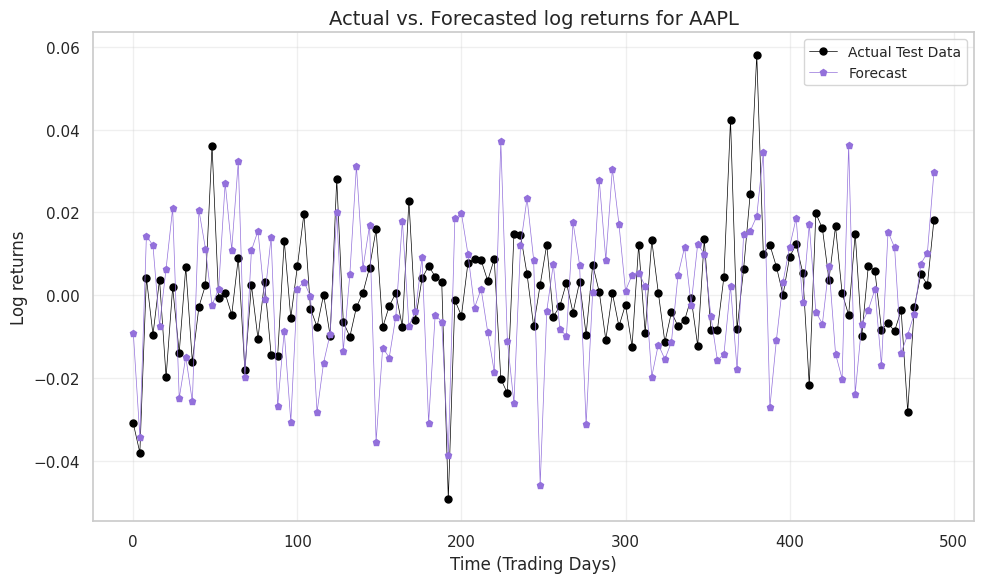 Actual vs. Forecasted log returns for AAPL
Actual Test Data
Forecast
0.06
0.04
0.02
0.00
−0.02
−0.04
Log returns
0 100 200 300 400 500
Time (Trading Days)